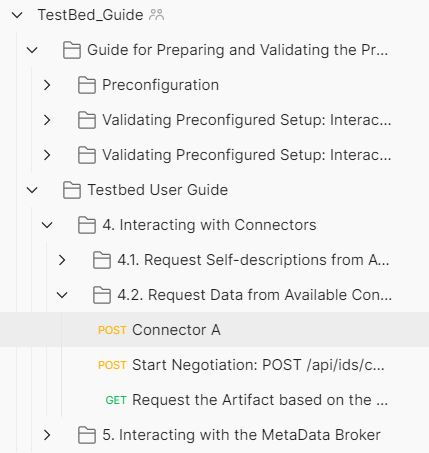 TestBed_Guide
Guide for Preparing and Validating the Pr...
Preconfiguration
Validating Preconfigured Setup: Interac...
Validating Preconfigured Setup: Interac...
Testbed User Guide
4. Interacting with Connectors
4.1. Request Self-descriptions from A...
4.2. Request Data from Available Con...
POST Connector A
POST Start Negotiation: POST /api/ids/c...
GET Request the Artifact based on the ...
5. Interacting with the MetaData Broker